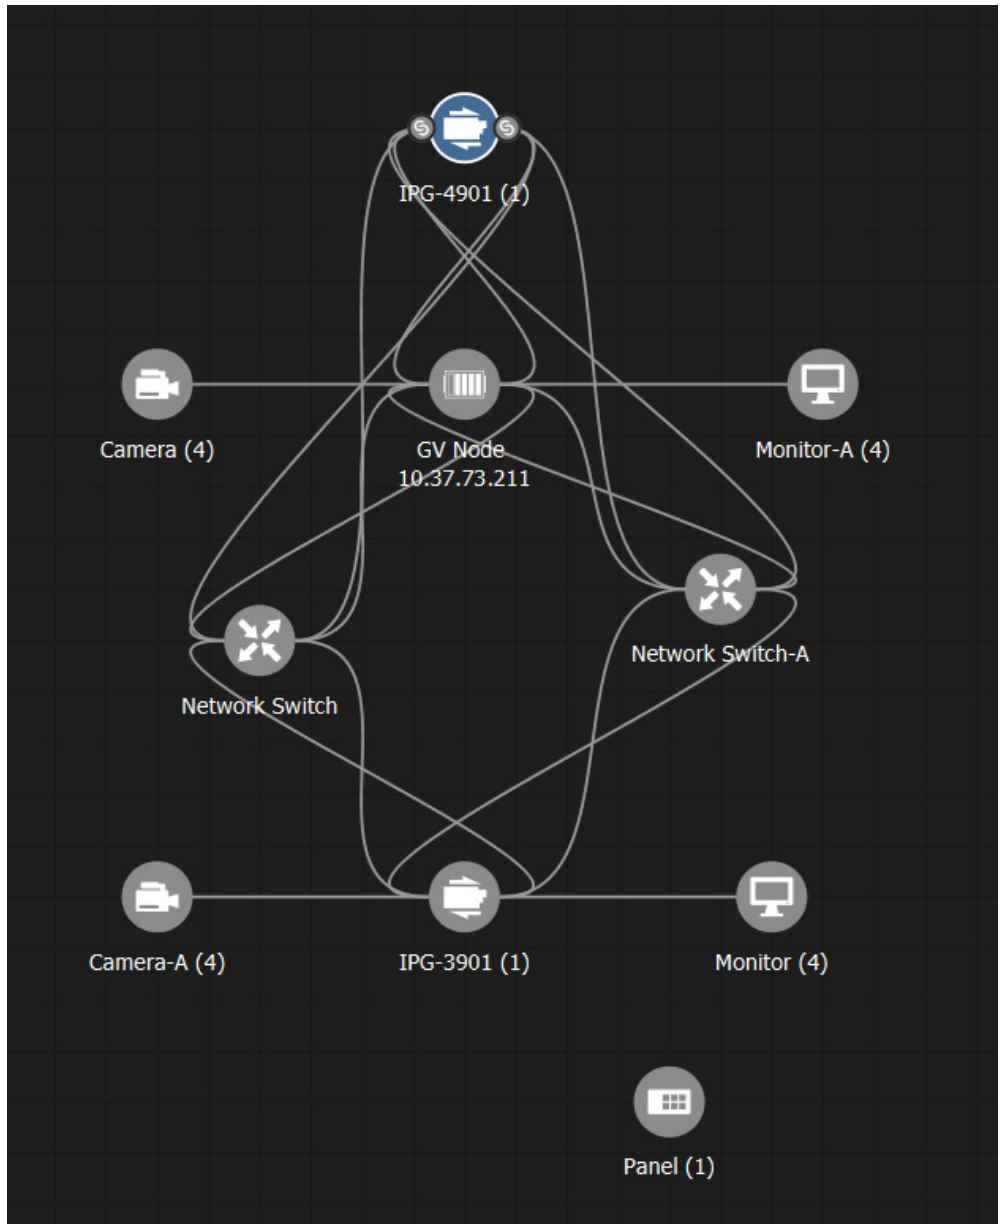 IPG-4901 (1)
Camera (4)
GV Node
10.37.73.211
Monitor-A (4)
Network Switch-A
Network Switch
Camera-A (4)
IPG-3901 (1)
Monitor (4)
Panel (1)